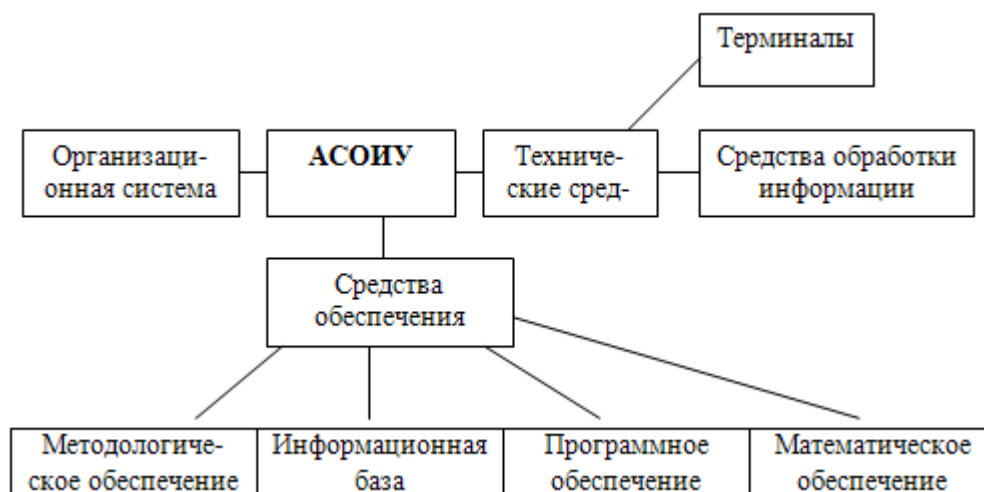 Терминалы
Организаци-
онная система
АСОИУ
Техниче-
ские сред-
Средства обработки
информации
Средства
обеспечения
Методологиче-
ское обеспечение
Информационная
база
Программное
обеспечение
Математическое
обеспечение